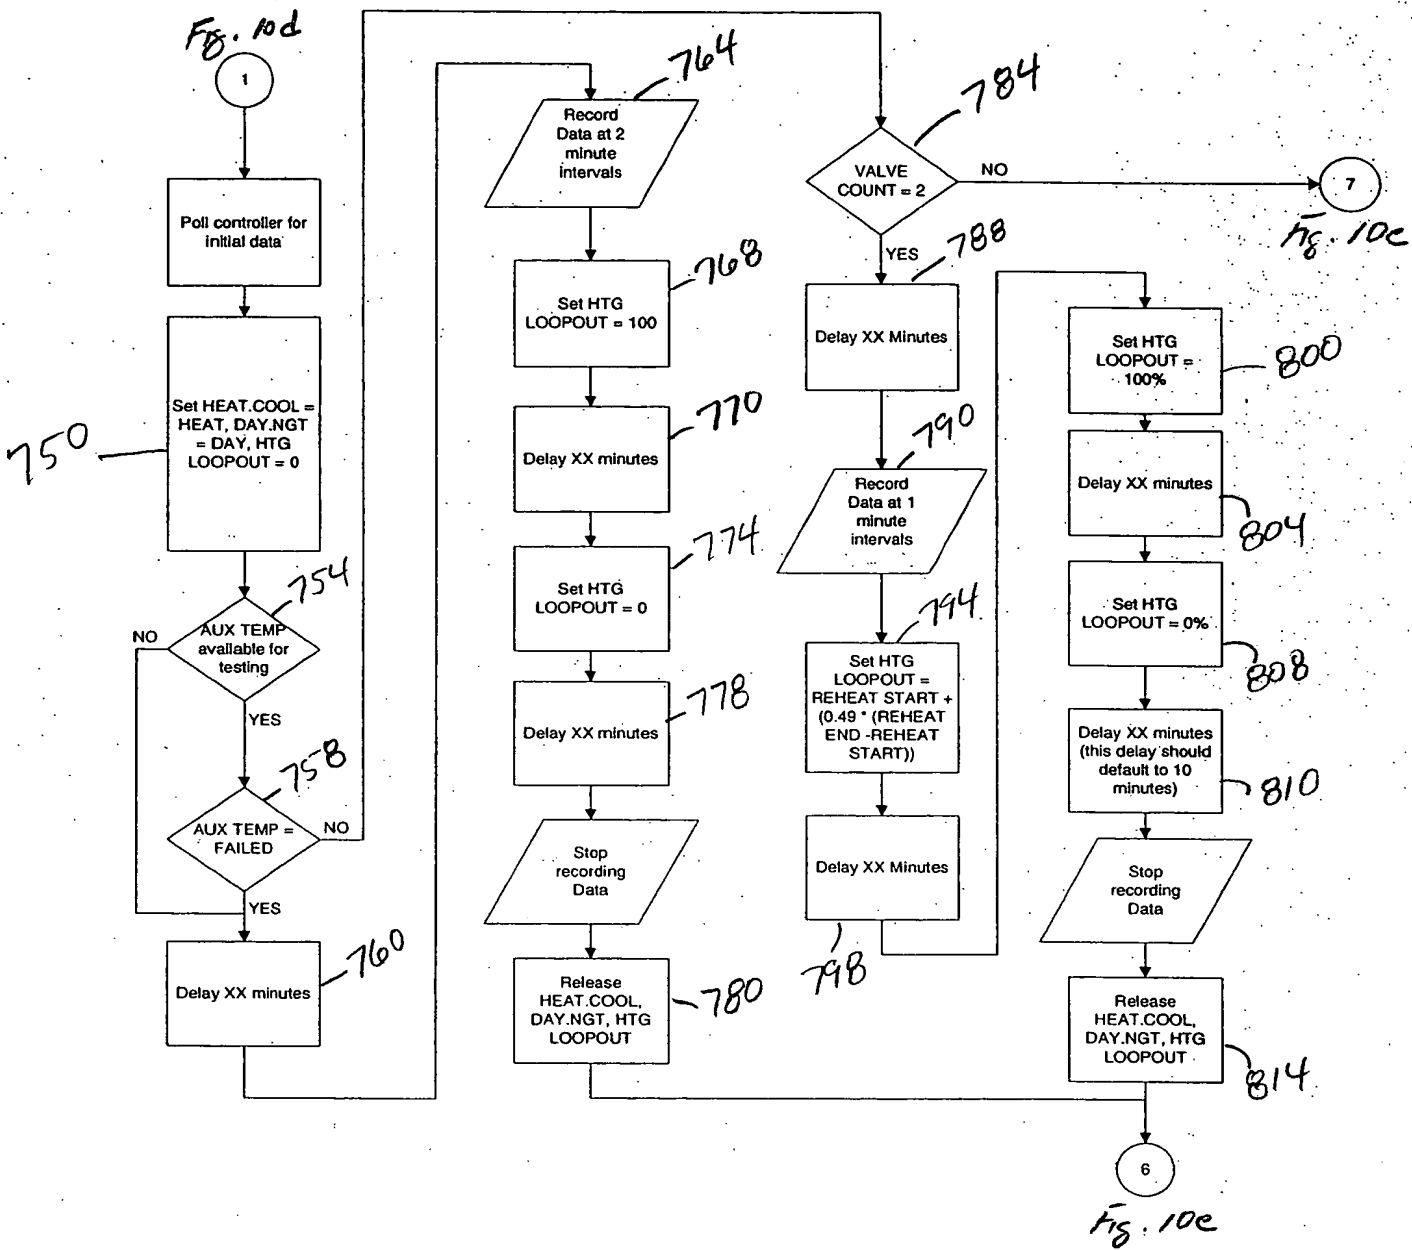 Fig. 10d
1
Poll controller for
initial data
Set HEAT.COOL =
HEAT, DAY.NGT
= DAY, HTG
LOOPOUT = 0
750
AUX TEMP
available for
testing
754
NO
YES
AUX TEMP =
FAILED
758
NO
YES
Delay XX minutes
760
Record
Data at 2
minute
intervals
764
Set HTG
LOOPOUT = 100
768
Delay XX minutes
770
Set HTG
LOOPOUT = 0
774
Delay XX minutes
778
Stop
recording
Data
Release
HEAT.COOL,
DAY.NGT, HTG
LOOPOUT
780
VALVE
COUNT = 2
784
NO
7
Fig. 10e
YES
Delay XX Minutes
788
Record
Data at 1
minute
intervals
790
Set HTG
LOOPOUT =
REHEAT START +
(0.49 * (REHEAT
END -REHEAT
START))
794
Delay XX Minutes
798
Set HTG
LOOPOUT =
100%
800
Delay XX minutes
804
Set HTG
LOOPOUT = 0%
808
Delay XX minutes
(this delay should
default to 10
minutes)
810
Stop
recording
Data
Release
HEAT.COOL,
DAY.NGT, HTG
LOOPOUT
814
6
Fig. 10e